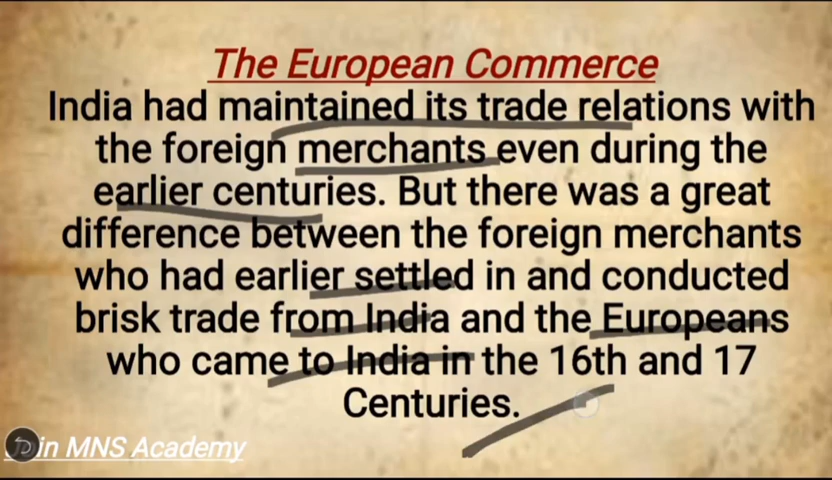 The European Commerce
India had maintained its trade relations with
the foreign merchants even during the
earlier centuries. But there was a great
difference between the foreign merchants
who had earlier settled in and conducted
brisk trade from India and the Europeans
who came to India in the 16th and 17
Centuries.
in MNS Academy